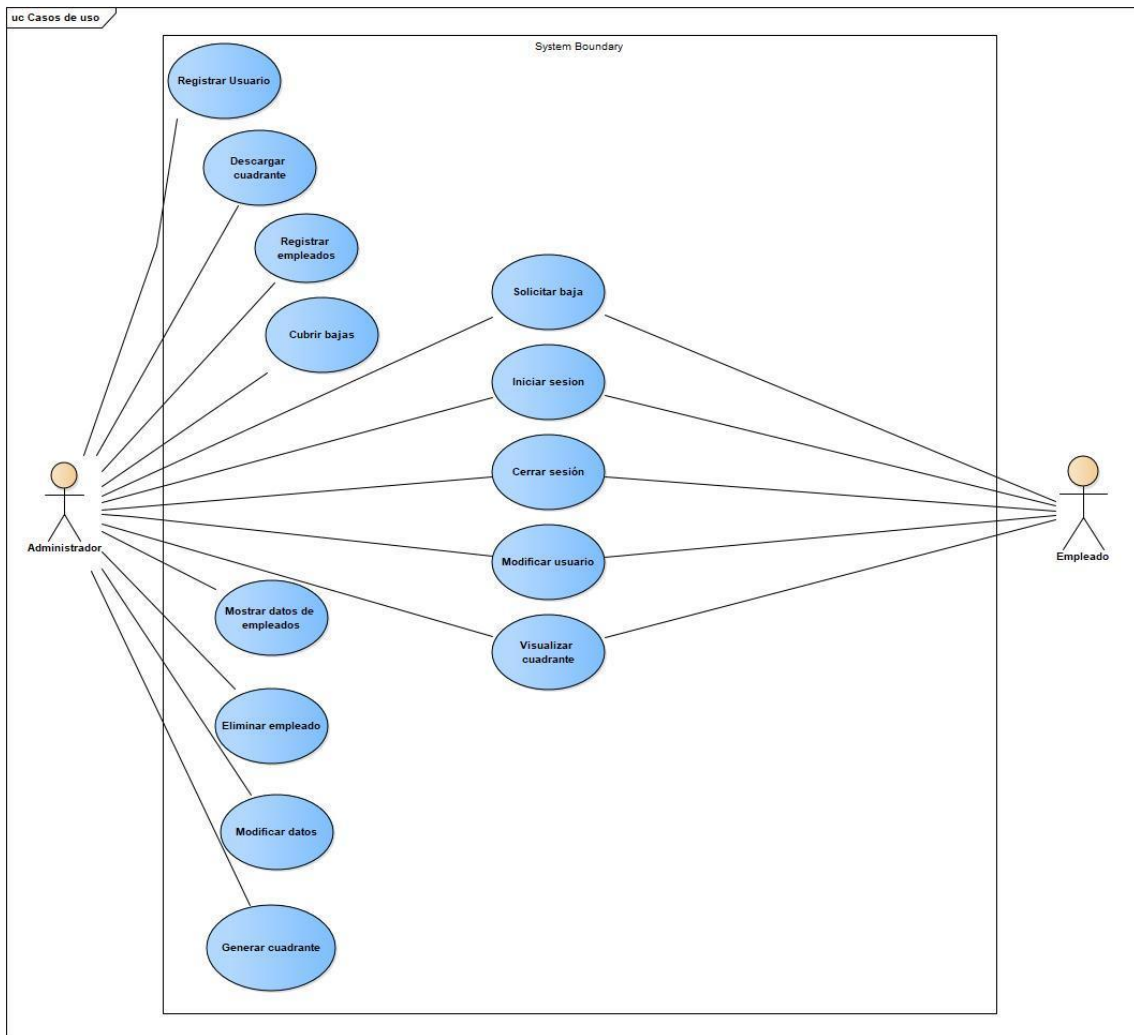 uc Casos de uso
System Boundary
Registrar Usuario
Descargar
cuadrante
Registrar
empleados
Cubrir bajas
Solicitar baja
Iniciar sesion
Cerrar sesión
Administrador
Empleado
Modificar usuario
Mostrar datos de
empleados
Visualizar
cuadrante
Eliminar empleado
Modificar datos
Generar cuadrante